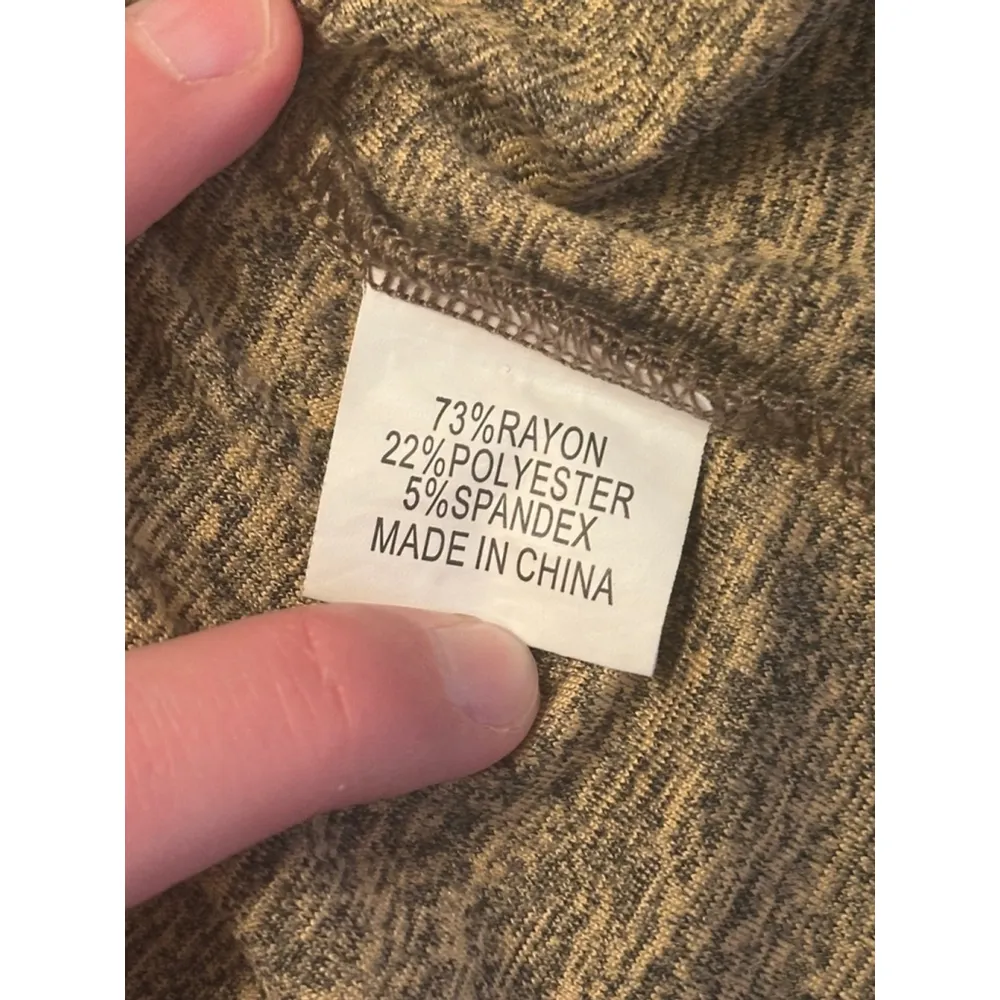 73%RAYON
22%POLYESTER
5%SPANDEX
MADE IN CHINA